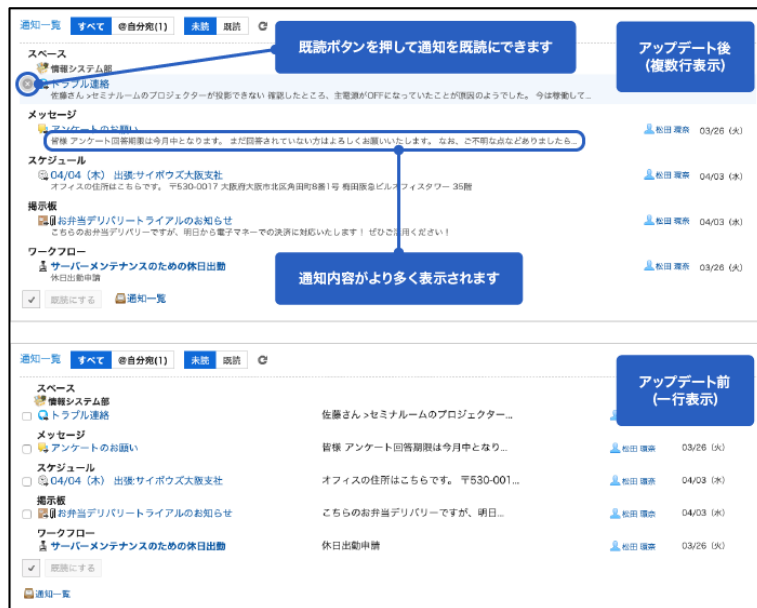 通知一覧 すべて @自分宛(1) 未読 既読
既読ボタンを押して通知を既読にできます
アップデート後
(複数行表示)
スペース
情報システム部
トラブル連絡
佐藤さん >セミナルームのプロジェクターが投影できない 確認したところ、主電源がOFFになっていたことが原因のようでした。 今は稼働して...
メッセージ
アンケートのお願い
皆様 アンケート回答期限は今月中となります。 まだ回答されていない方はよろしくお願いいたします。 なお、ご不明な点などありましたら...
松田 環奈 03/26 (火)
スケジュール
04/04 (木) 出張:サイボウズ大阪支社
オフィスの住所はこちらです。 〒530-0017 大阪府大阪市北区角田町8番1号 梅田阪急ビルオフィスタワー 35階
松田 環奈 04/03 (水)
掲示板
お弁当デリバリートライアルのお知らせ
こちらのお弁当デリバリーですが、明日から電子マネーでの決済に対応いたします! ぜひご活用ください!
松田 環奈 04/03 (水)
ワークフロー
サーバーメンテナンスのための休日出勤
休日出勤申請
松田 環奈 03/26 (火)
通知内容がより多く表示されます
既読にする 通知一覧
通知一覧 すべて @自分宛(1) 未読 既読
アップデート前
(一行表示)
スペース
情報システム部
トラブル連絡 佐藤さん >セミナルームのプロジェクター...
メッセージ
アンケートのお願い 皆様 アンケート回答期限は今月中となり... 松田 環奈 03/26 (火)
スケジュール
04/04 (木) 出張:サイボウズ大阪支社 オフィスの住所はこちらです。 〒530-001... 松田 環奈 04/03 (水)
掲示板
お弁当デリバリートライアルのお知らせ こちらのお弁当デリバリーですが、明日... 松田 環奈 04/03 (水)
ワークフロー
サーバーメンテナンスのための休日出勤 休日出勤申請 松田 環奈 03/26 (火)
既読にする
通知一覧